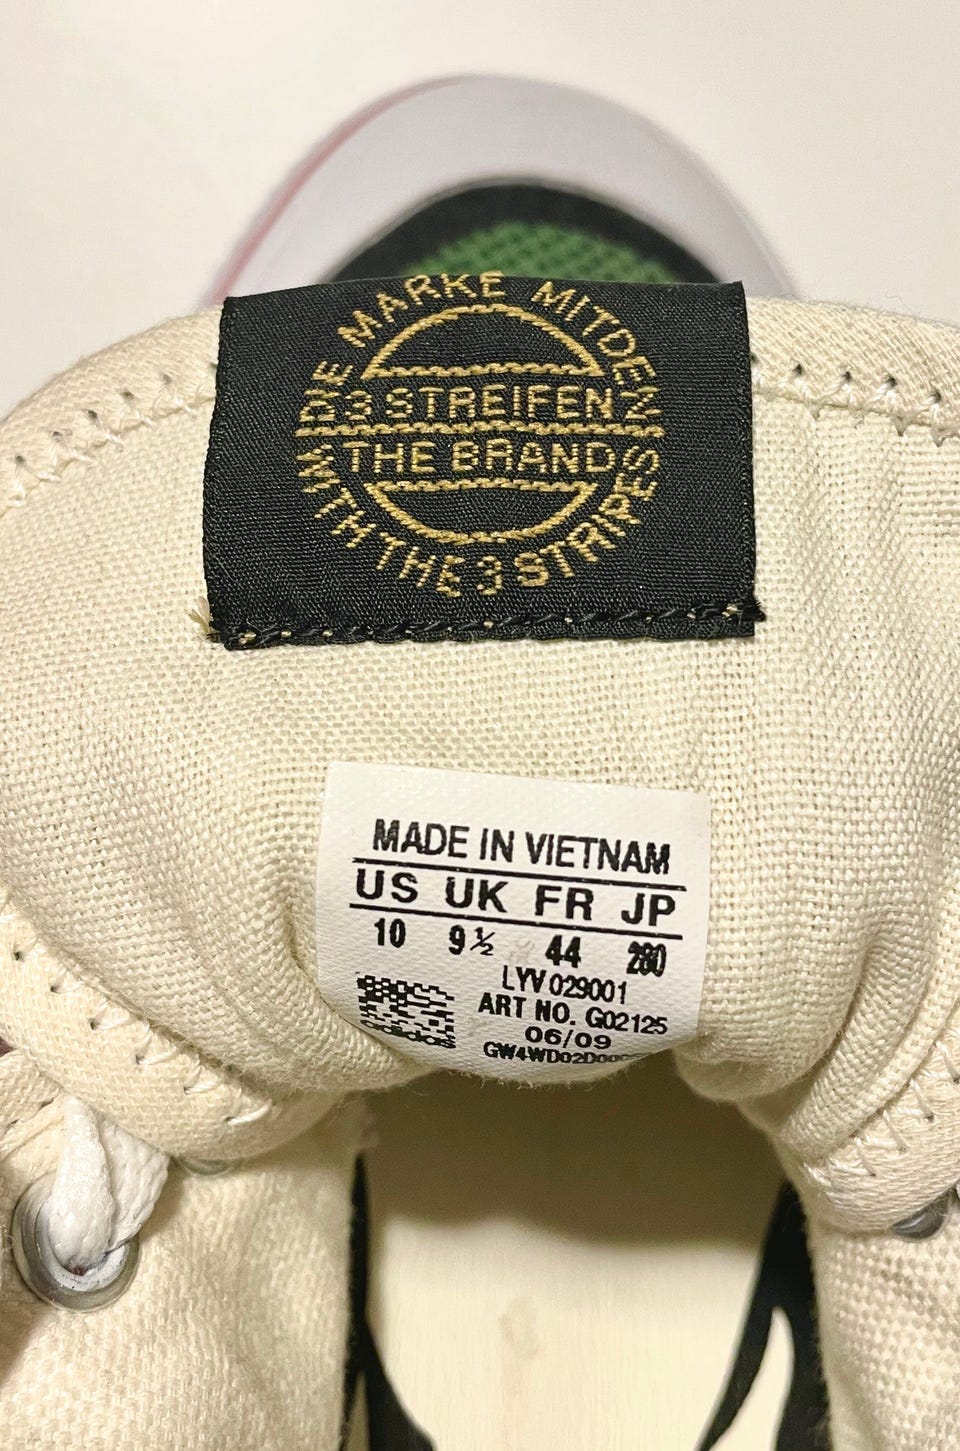 DIE MARKE MIT DEN
3 STREIFEN
THE BRAND
WITH THE 3 STRIPES
MADE IN VIETNAM
US UK FR JP
10 9½ 44 280
LYV 029001
ART NO. G02125
adidas
06/09